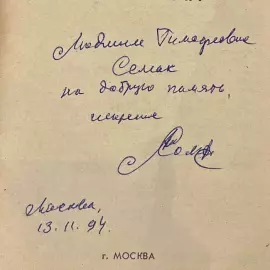 Людмиле Тимофеевне
Семак
на добрую память,
искренне
Москва,
13. 11. 94.
г. МОСКВА